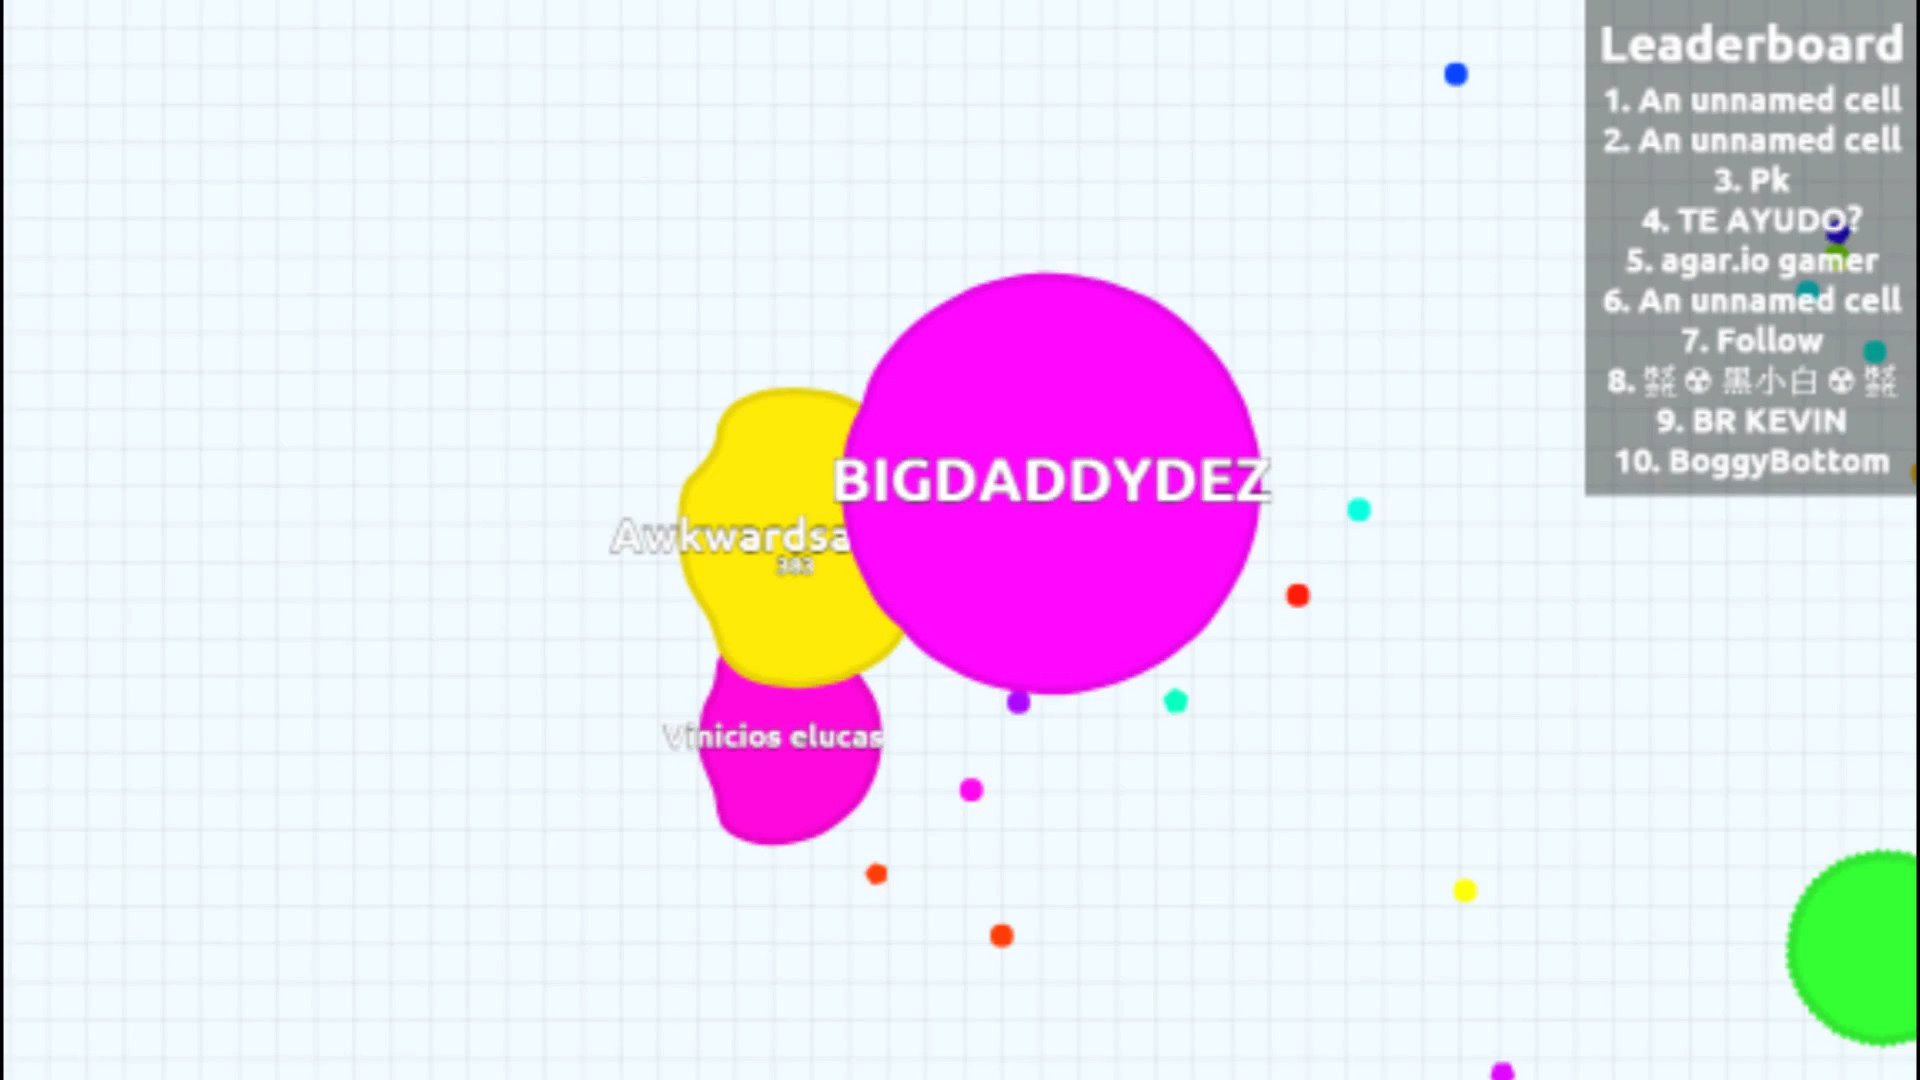 Leaderboard
1. An unnamed cell
2. An unnamed cell
3. Pk
4. TE AYUDO?
5. agar.io gamer
6. An unnamed cell
7. Follow
8. ☢ 黑小白 ☢
9. BR KEVIN
10. BoggyBottom
BIGDADDYDEZ
Awkwardsa
383
Vinicios elucas